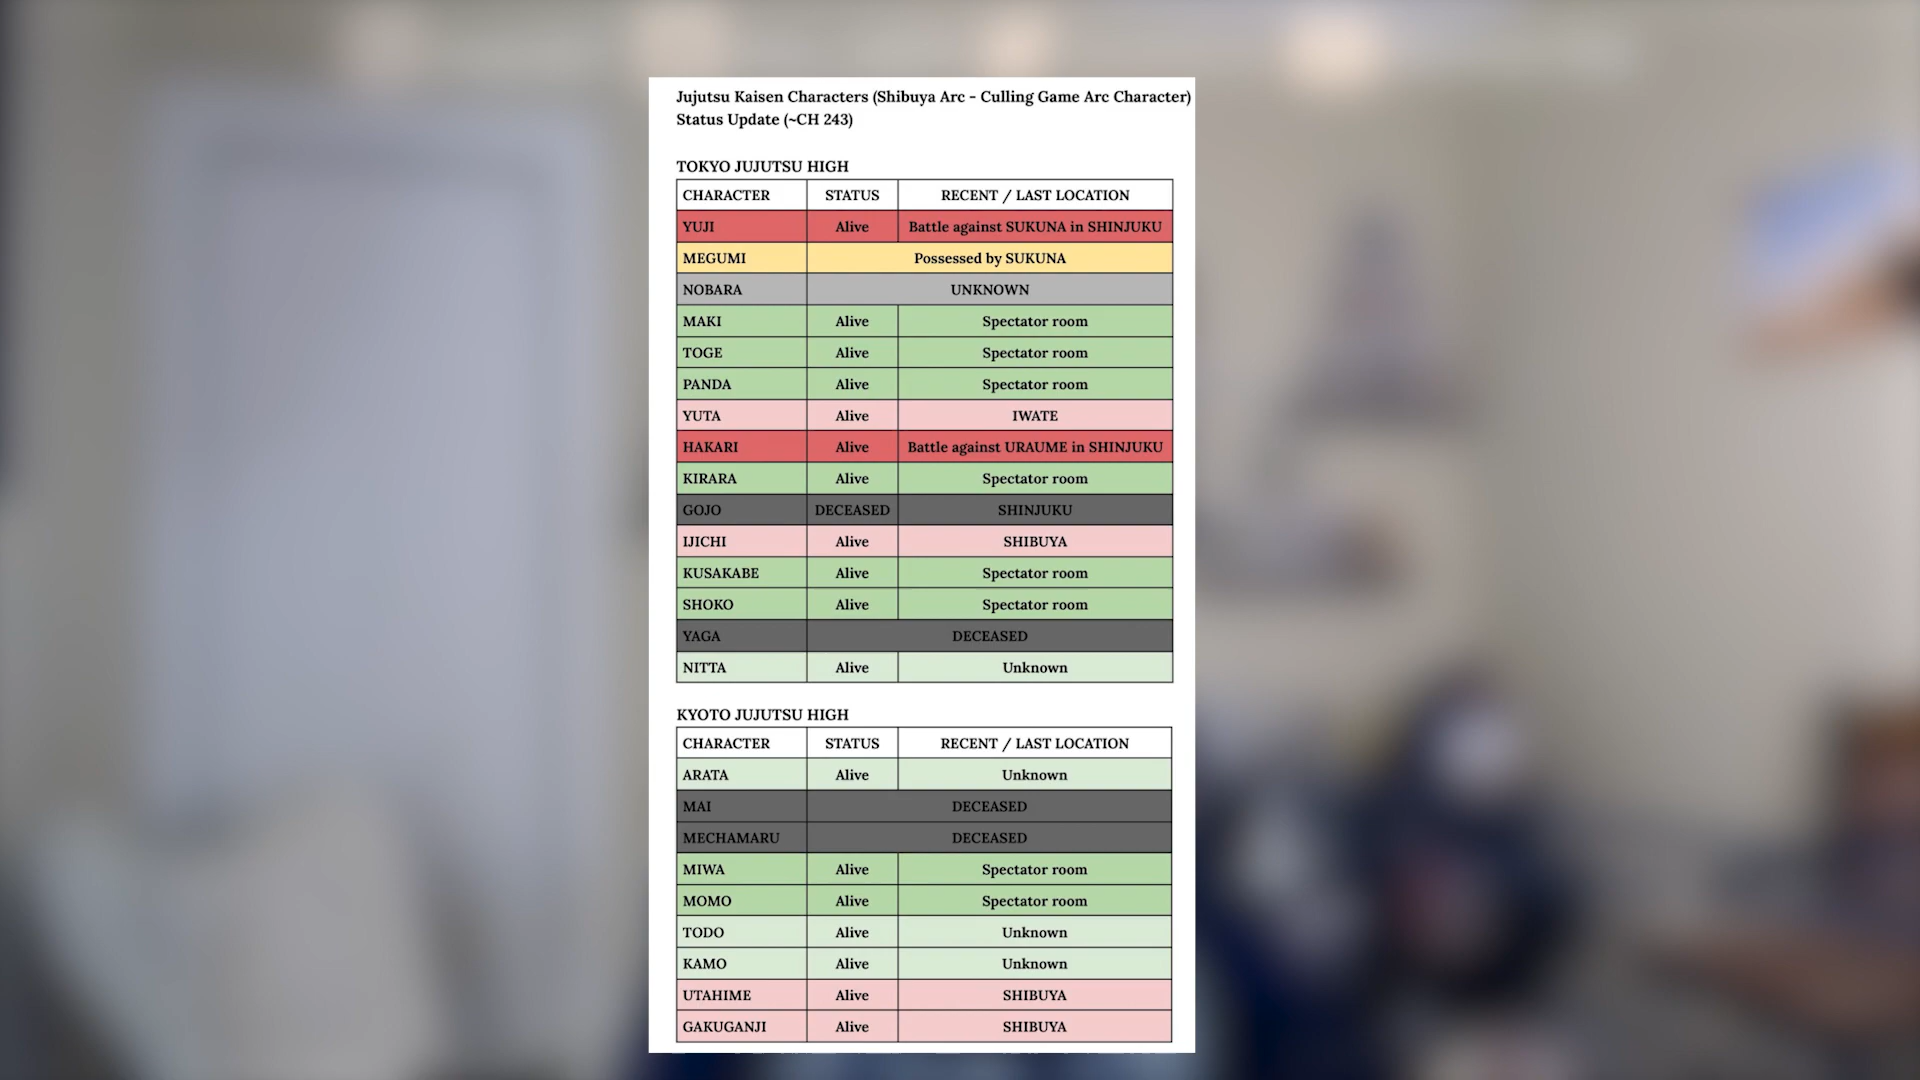 Jujutsu Kaisen Characters (Shibuya Arc - Culling Game Arc Character)
Status Update (~CH 243)
TOKYO JUJUTSU HIGH
CHARACTER STATUS RECENT / LAST LOCATION
YUJI Alive Battle against SUKUNA in SHINJUKU
MEGUMI Possessed by SUKUNA
NOBARA UNKNOWN
MAKI Alive Spectator room
TOGE Alive Spectator room
PANDA Alive Spectator room
YUTA Alive IWATE
HAKARI Alive Battle against URAUME in SHINJUKU
KIRARA Alive Spectator room
GOJO DECEASED SHINJUKU
IJICHI Alive SHIBUYA
KUSAKABE Alive Spectator room
SHOKO Alive Spectator room
YAGA DECEASED
NITTA Alive Unknown
KYOTO JUJUTSU HIGH
CHARACTER STATUS RECENT / LAST LOCATION
ARATA Alive Unknown
MAI DECEASED
MECHAMARU DECEASED
MIWA Alive Spectator room
MOMO Alive Spectator room
TODO Alive Unknown
KAMO Alive Unknown
UTAHIME Alive SHIBUYA
GAKUGANJI Alive SHIBUYA